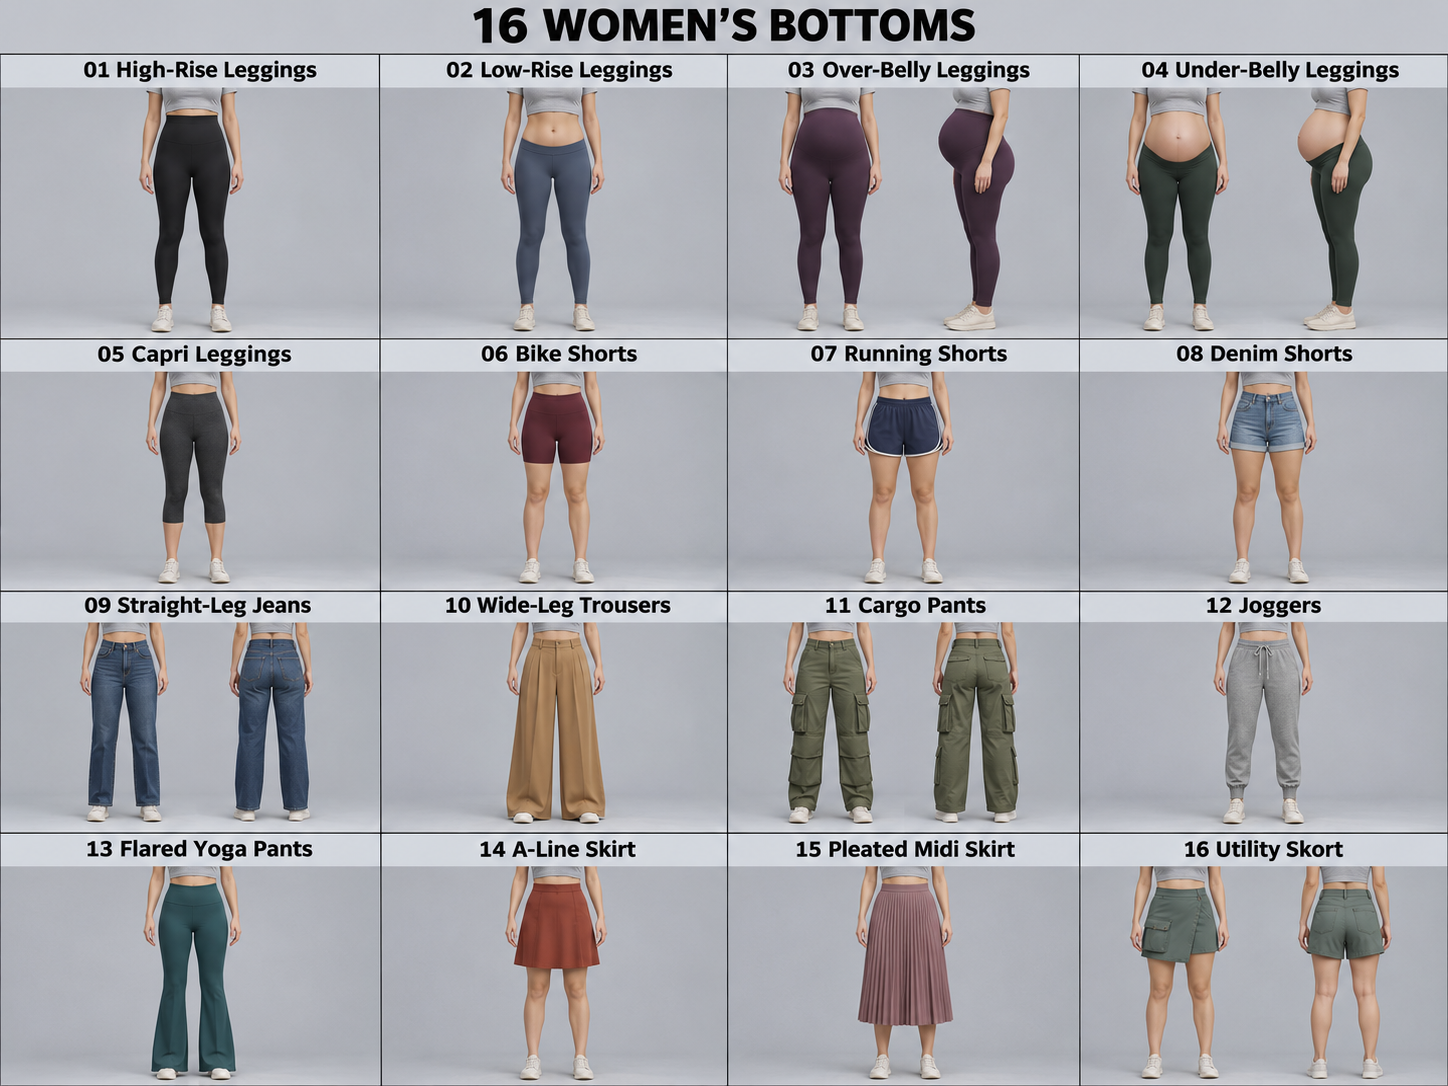 16 WOMEN’S BOTTOMS
01 High-Rise Leggings
02 Low-Rise Leggings
03 Over-Belly Leggings
04 Under-Belly Leggings
05 Capri Leggings
06 Bike Shorts
07 Running Shorts
08 Denim Shorts
09 Straight-Leg Jeans
10 Wide-Leg Trousers
11 Cargo Pants
12 Joggers
13 Flared Yoga Pants
14 A-Line Skirt
15 Pleated Midi Skirt
16 Utility Skort